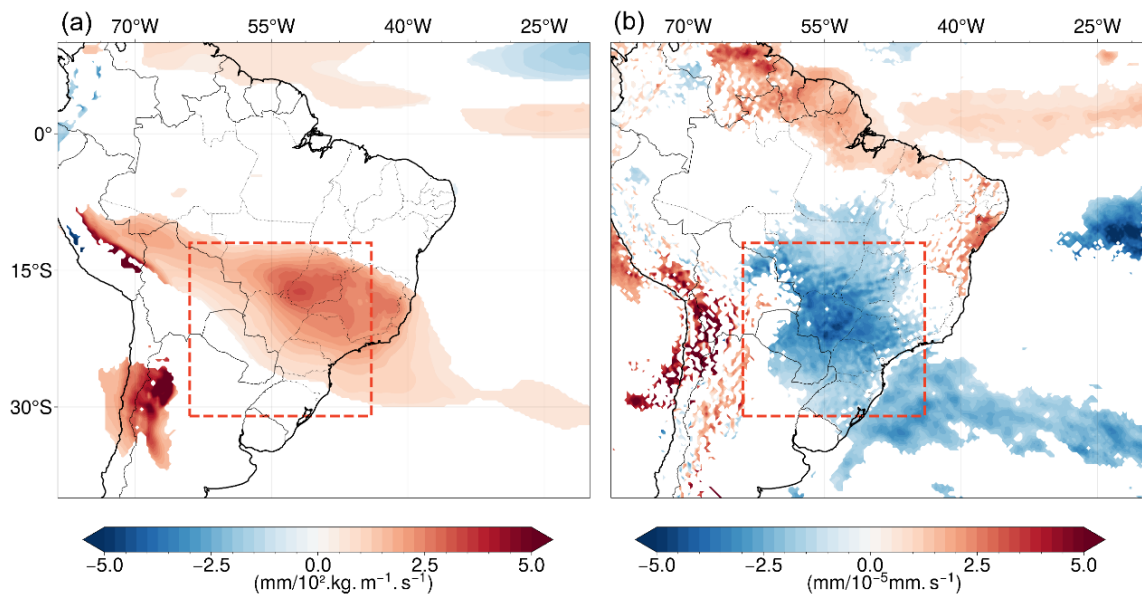 (a) 70°W 55°W 40°W 25°W
(b) 70°W 55°W 40°W 25°W
0°
15°S
30°S
−5.0 −2.5 0.0 2.5 5.0
(mm/10².kg. m⁻¹. s⁻¹)
−5.0 −2.5 0.0 2.5 5.0
(mm/10⁻⁵mm. s⁻¹)